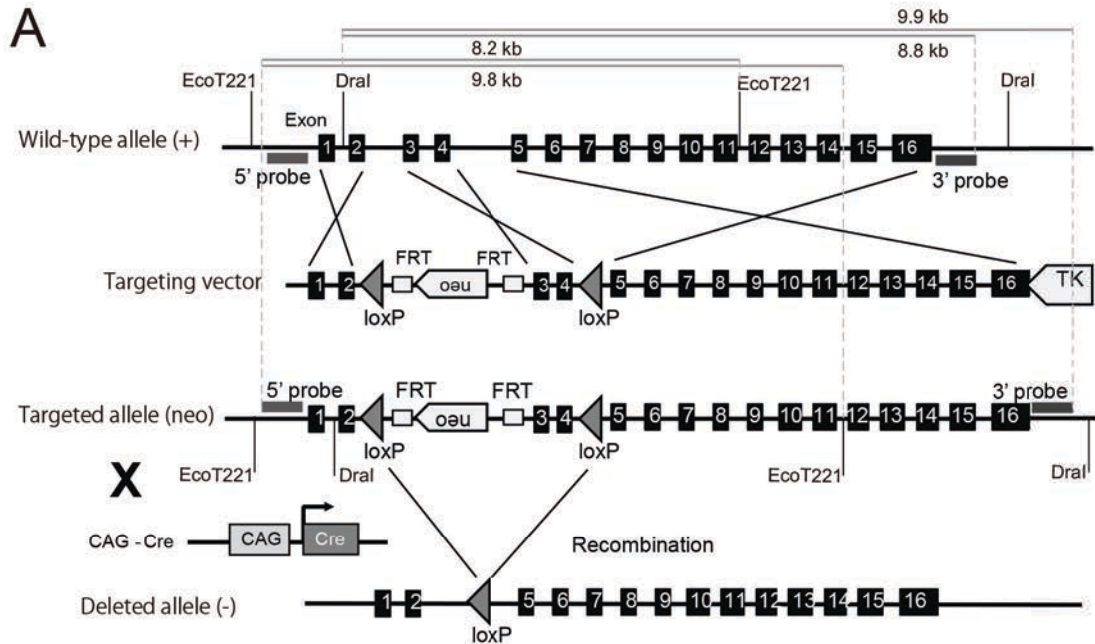 A
9.9 kb
8.2 kb
8.8 kb
EcoT221
DraI
9.8 kb
EcoT221
DraI
Exon
Wild-type allele (+)
1 2 3 4 5 6 7 8 9 10 11 12 13 14 15 16
5' probe
3' probe
FRT
FRT
Targeting vector
1 2 neo 3 4 5 6 7 8 9 10 11 12 13 14 15 16 TK
loxP
loxP
5' probe
FRT
FRT
3' probe
Targeted allele (neo)
1 2 neo 3 4 5 6 7 8 9 10 11 12 13 14 15 16
loxP
loxP
EcoT221
DraI
EcoT221
DraI
X
CAG - Cre
CAG
Cre
Recombination
Deleted allele (-)
1 2 5 6 7 8 9 10 11 12 13 14 15 16
loxP